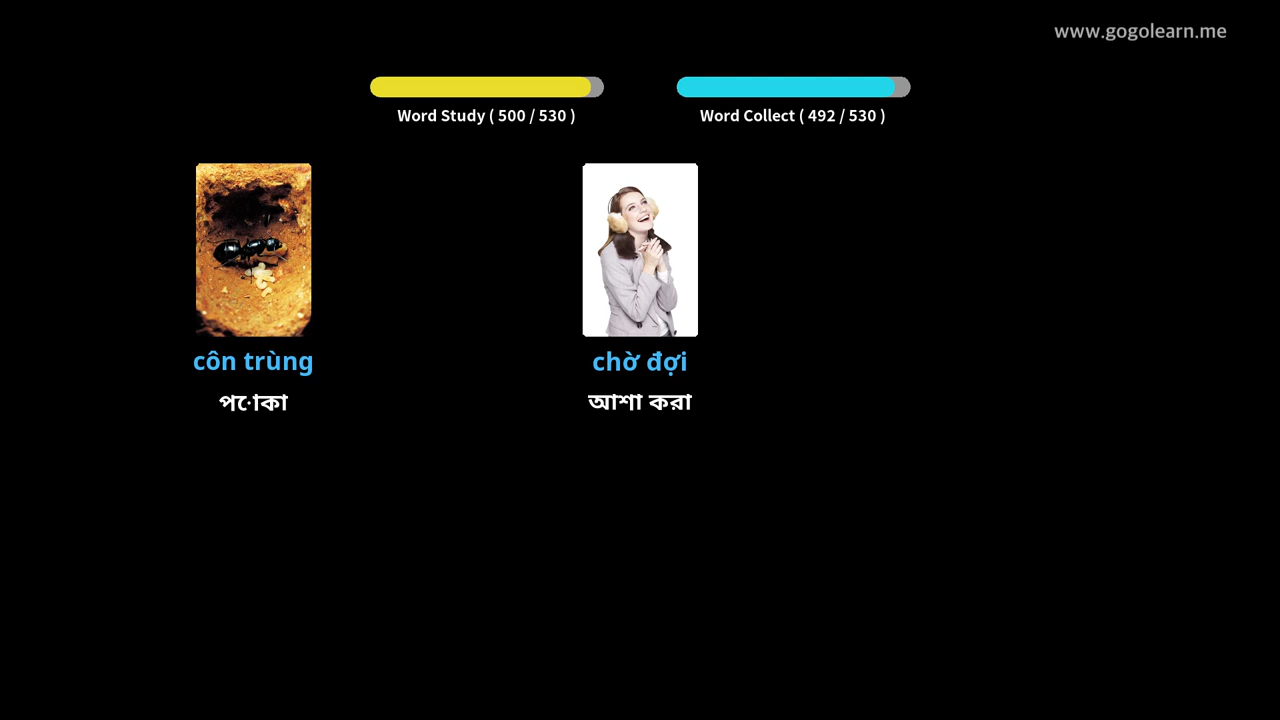 www.gogolearn.me
Word Study ( 500 / 530 )
Word Collect ( 492 / 530 )
côn trùng
chờ đợi
পোকা
আশা করা